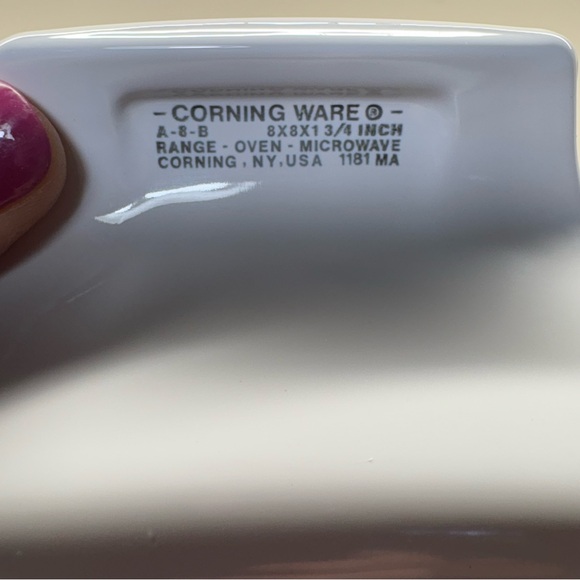 - CORNING WARE ® -
A-8-B 8X8X1 3/4 INCH
RANGE - OVEN - MICROWAVE
CORNING, NY, USA 1181 MA